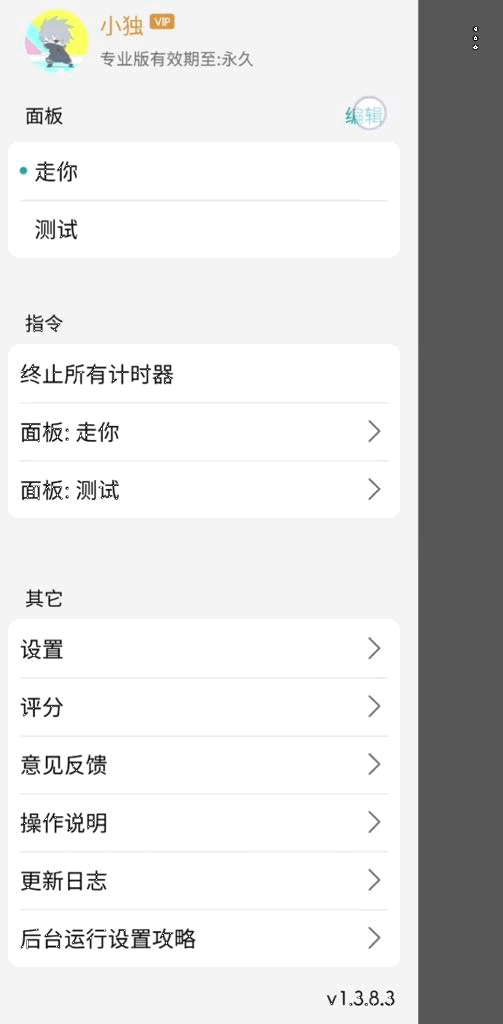 小独 VIP
专业版有效期至:永久
面板 编辑
走你
测试
指令
终止所有计时器
面板: 走你
面板: 测试
其它
设置
评分
意见反馈
操作说明
更新日志
后台运行设置攻略
v1.3.8.3